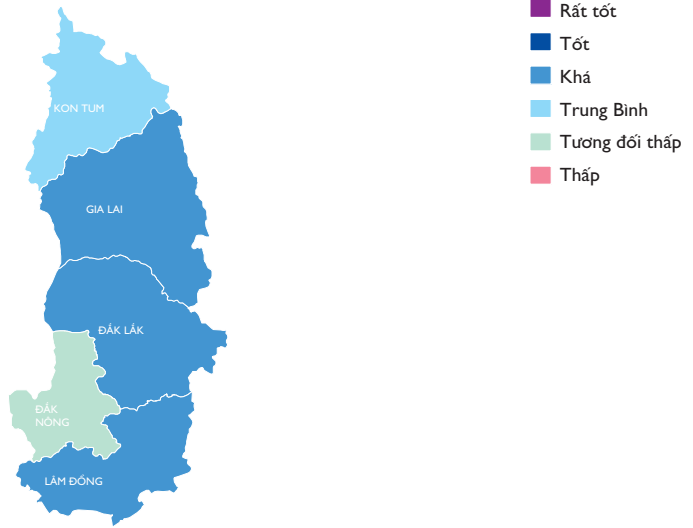 Rất tốt
Tốt
Khá
Trung Bình
Tương đối thấp
Thấp
KON TUM
GIA LAI
ĐẮK LẮK
ĐẮK
NÔNG
LÂM ĐỒNG